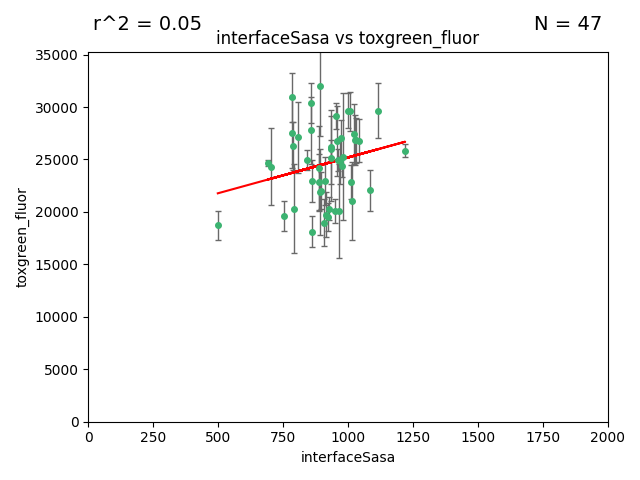 r^2 = 0.05
N = 47
interfaceSasa vs toxgreen_fluor
35000
30000
25000
20000
15000
10000
5000
0
toxgreen_fluor
0 250 500 750 1000 1250 1500 1750 2000
interfaceSasa